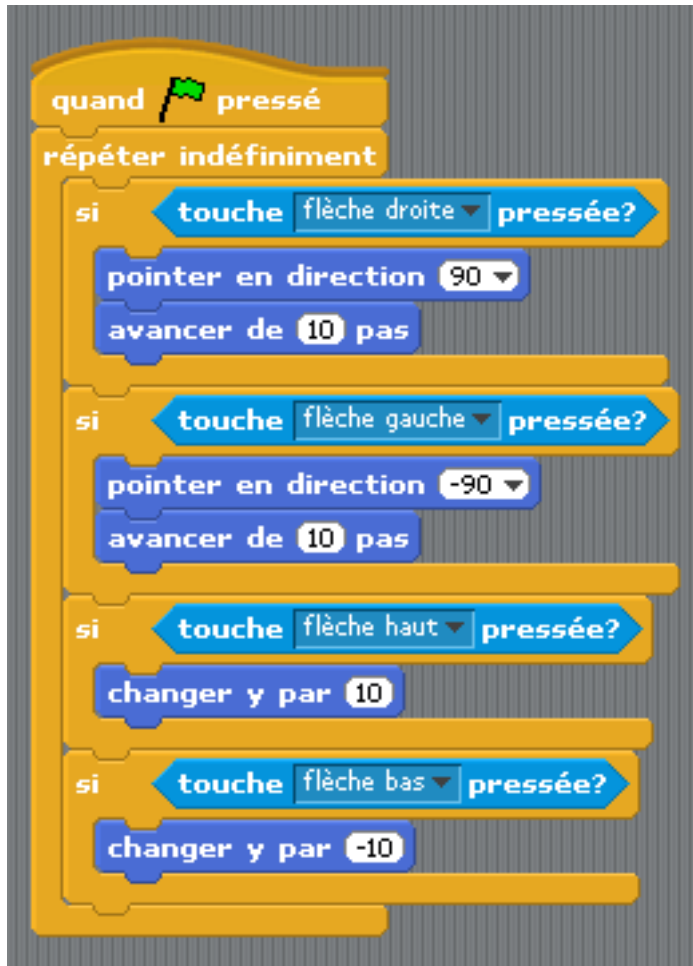 quand pressé
répéter indéfiniment
si touche flèche droite pressée?
pointer en direction 90
avancer de 10 pas
si touche flèche gauche pressée?
pointer en direction -90
avancer de 10 pas
si touche flèche haut pressée?
changer y par 10
si touche flèche bas pressée?
changer y par -10